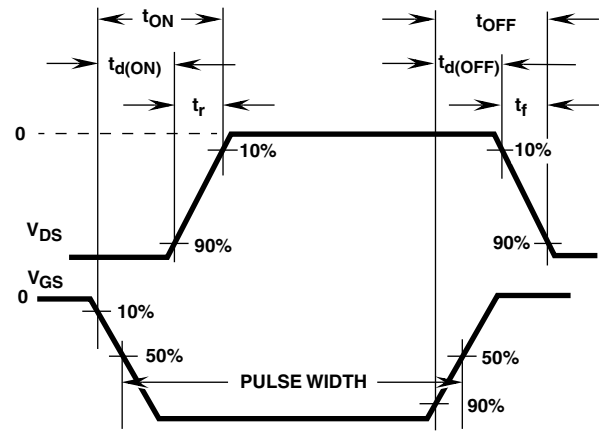 tON
tOFF
td(ON)
td(OFF)
tr
tf
0
10%
10%
VDS
90%
90%
VGS
0
10%
50%
50%
PULSE WIDTH
90%